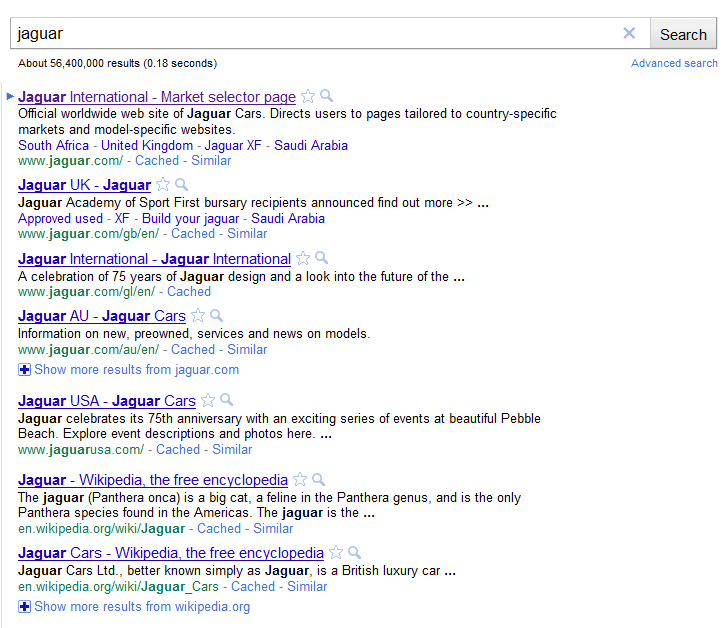 jaguar
Search
About 56,400,000 results (0.18 seconds)
Advanced search
Jaguar International - Market selector page
Official worldwide web site of Jaguar Cars. Directs users to pages tailored to country-specific
markets and model-specific websites.
South Africa - United Kingdom - Jaguar XF - Saudi Arabia
www.jaguar.com/ - Cached - Similar
Jaguar UK - Jaguar
Jaguar Academy of Sport First bursary recipients announced find out more >> ...
Approved used - XF - Build your jaguar - Saudi Arabia
www.jaguar.com/gb/en/ - Cached - Similar
Jaguar International - Jaguar International
A celebration of 75 years of Jaguar design and a look into the future of the ...
www.jaguar.com/gl/en/ - Cached
Jaguar AU - Jaguar Cars
Information on new, preowned, services and news on models.
www.jaguar.com/au/en/ - Cached - Similar
Show more results from jaguar.com
Jaguar USA - Jaguar Cars
Jaguar celebrates its 75th anniversary with an exciting series of events at beautiful Pebble
Beach. Explore event descriptions and photos here. ...
www.jaguarusa.com/ - Cached - Similar
Jaguar - Wikipedia, the free encyclopedia
The jaguar (Panthera onca) is a big cat, a feline in the Panthera genus, and is the only
Panthera species found in the Americas. The jaguar is the ...
en.wikipedia.org/wiki/Jaguar - Cached - Similar
Jaguar Cars - Wikipedia, the free encyclopedia
Jaguar Cars Ltd., better known simply as Jaguar, is a British luxury car ...
en.wikipedia.org/wiki/Jaguar_Cars - Cached - Similar
Show more results from wikipedia.org